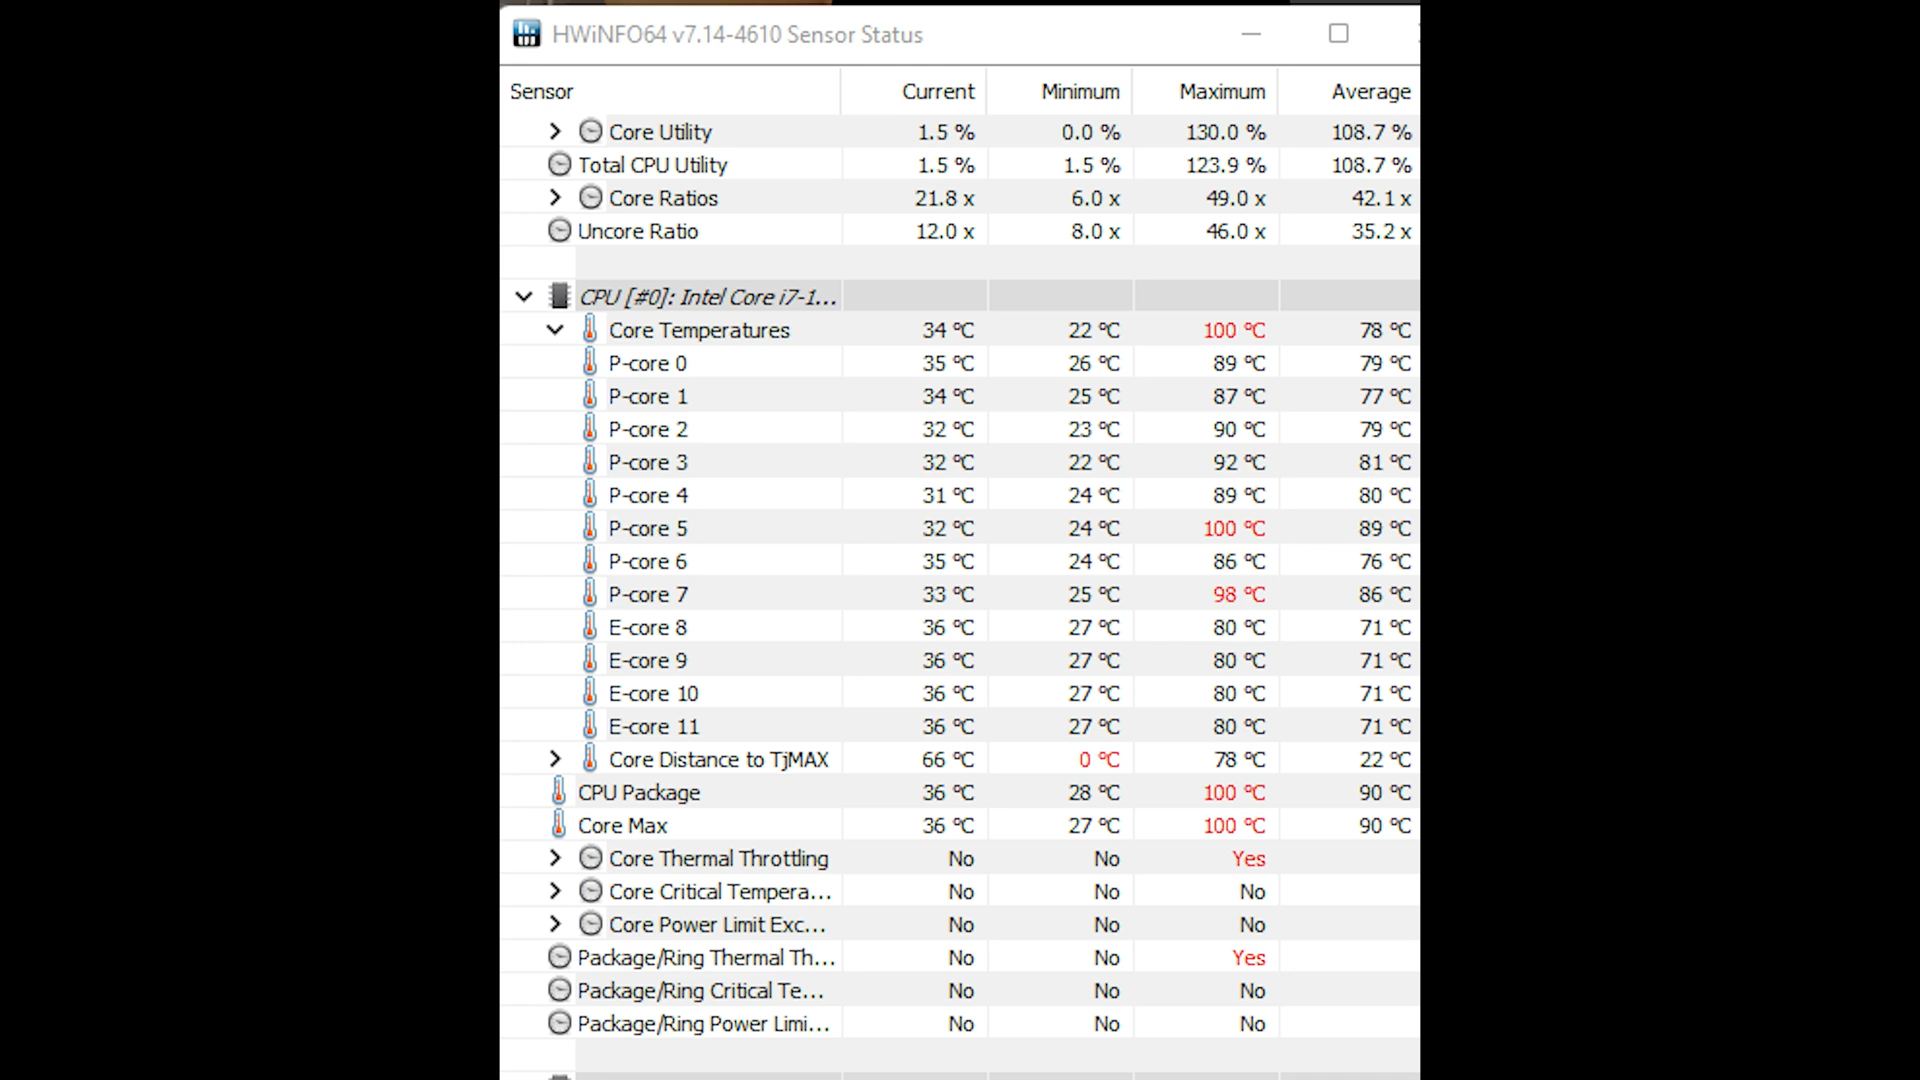 HWiNFO64 v7.14-4610 Sensor Status
Sensor Current Minimum Maximum Average
Core Utility 1.5 % 0.0 % 130.0 % 108.7 %
Total CPU Utility 1.5 % 1.5 % 123.9 % 108.7 %
Core Ratios 21.8 x 6.0 x 49.0 x 42.1 x
Uncore Ratio 12.0 x 8.0 x 46.0 x 35.2 x
CPU [#0]: Intel Core i7-1...
Core Temperatures 34 °C 22 °C 100 °C 78 °C
P-core 0 35 °C 26 °C 89 °C 79 °C
P-core 1 34 °C 25 °C 87 °C 77 °C
P-core 2 32 °C 23 °C 90 °C 79 °C
P-core 3 32 °C 22 °C 92 °C 81 °C
P-core 4 31 °C 24 °C 89 °C 80 °C
P-core 5 32 °C 24 °C 100 °C 89 °C
P-core 6 35 °C 24 °C 86 °C 76 °C
P-core 7 33 °C 25 °C 98 °C 86 °C
E-core 8 36 °C 27 °C 80 °C 71 °C
E-core 9 36 °C 27 °C 80 °C 71 °C
E-core 10 36 °C 27 °C 80 °C 71 °C
E-core 11 36 °C 27 °C 80 °C 71 °C
Core Distance to TjMAX 66 °C 0 °C 78 °C 22 °C
CPU Package 36 °C 28 °C 100 °C 90 °C
Core Max 36 °C 27 °C 100 °C 90 °C
Core Thermal Throttling No No Yes
Core Critical Tempera... No No No
Core Power Limit Exc... No No No
Package/Ring Thermal Th... No No Yes
Package/Ring Critical Te... No No No
Package/Ring Power Limi... No No No